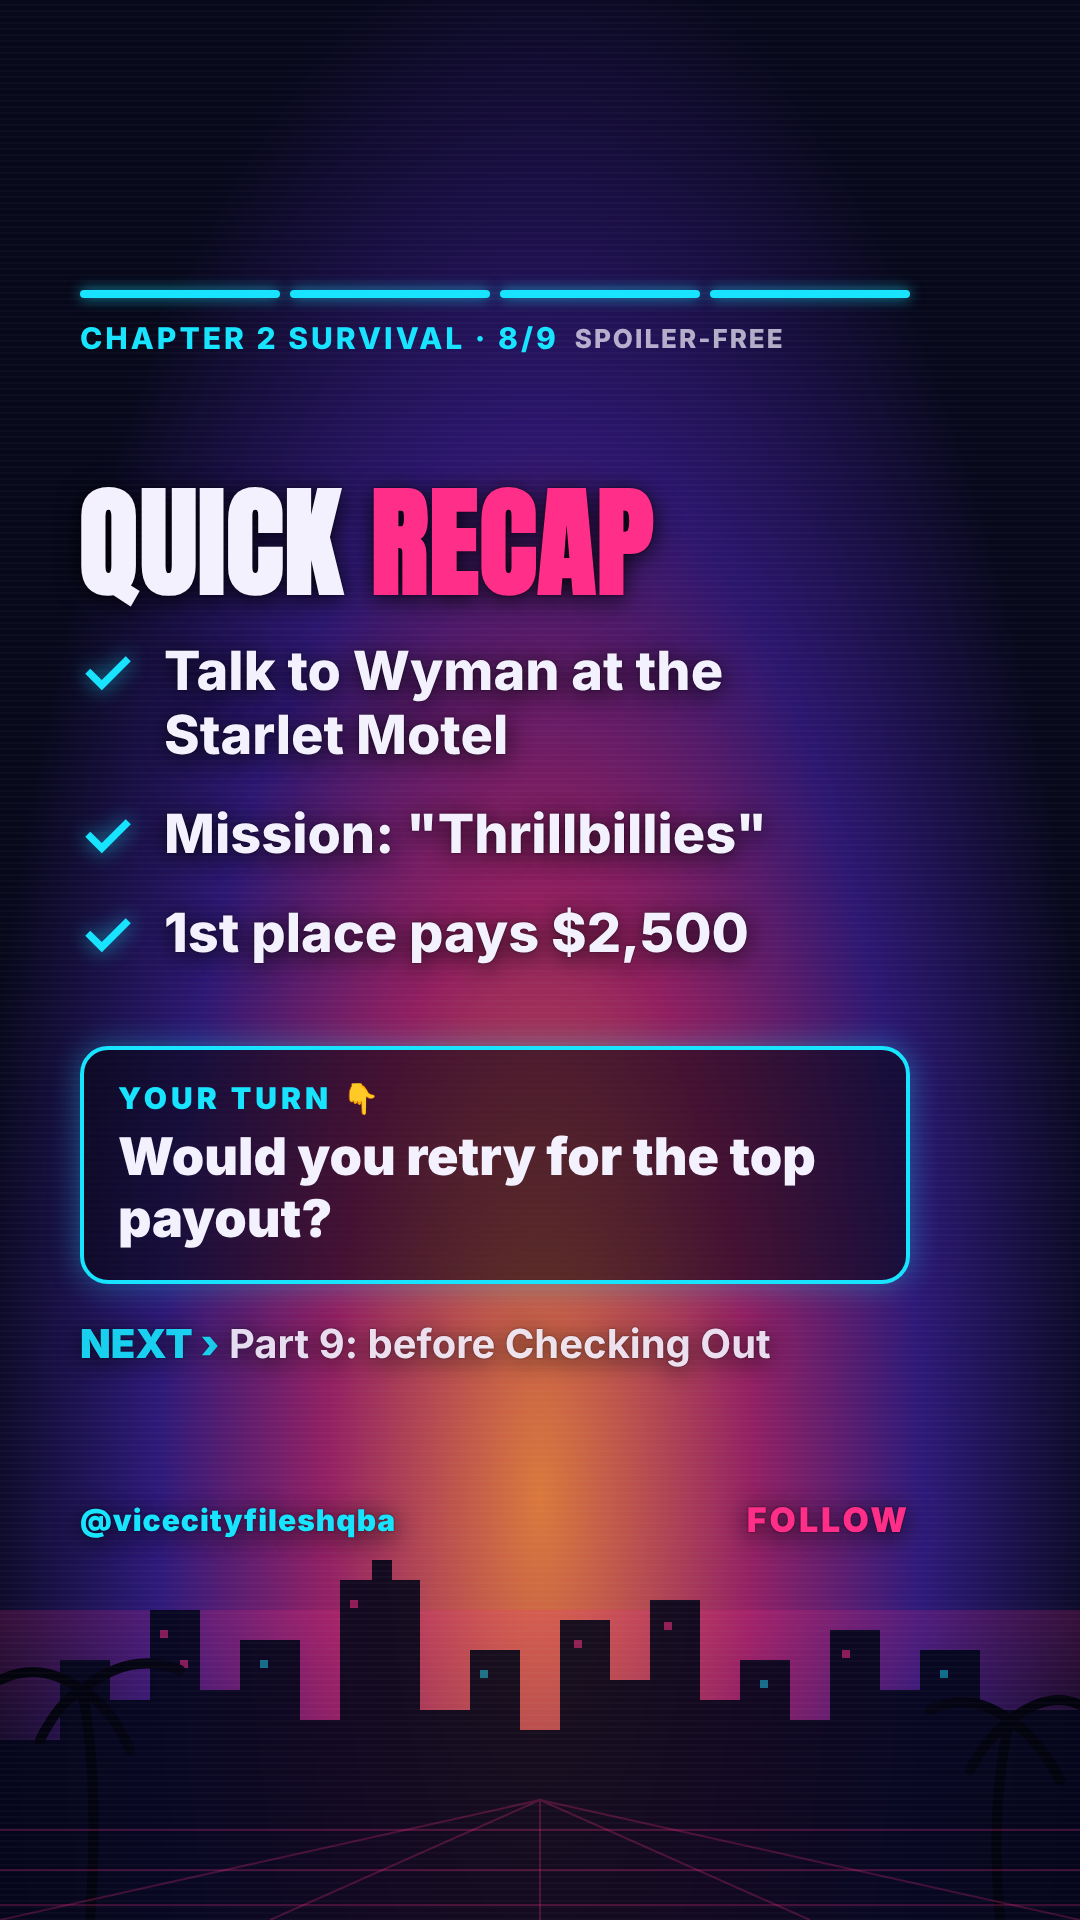 CHAPTER 2 SURVIVAL · 8/9 SPOILER-FREE
QUICK RECAP
Talk to Wyman at the
Starlet Motel
Mission: "Thrillbillies"
1st place pays $2,500
YOUR TURN 👇
Would you retry for the top
payout?
NEXT › Part 9: before Checking Out
@vicecityfileshqba
FOLLOW